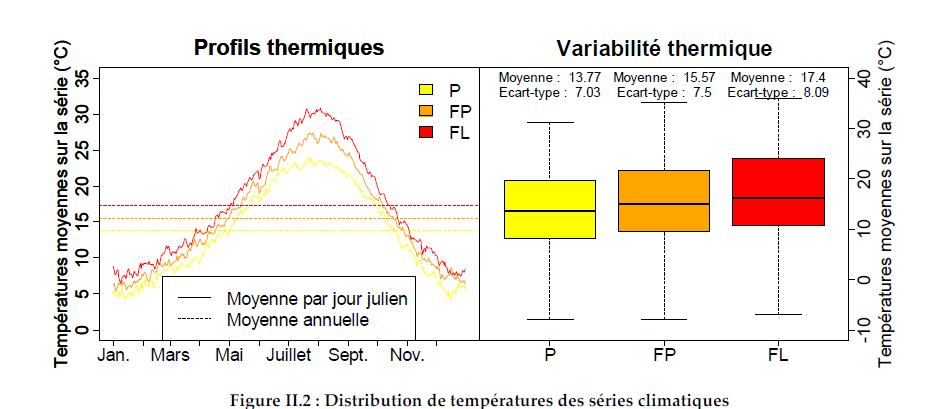 Profils thermiques
Températures moyennes sur la série (°C)
35
30
25
20
15
10
5
0
P
FP
FL
Moyenne par jour julien
Moyenne annuelle
Jan. Mars Mai Juillet Sept. Nov.
Variabilité thermique
Moyenne : 13.77 Moyenne : 15.57 Moyenne : 17.4
Ecart-type : 7.03 Ecart-type : 7.5 Ecart-type : 8.09
40
30
20
10
0
-10
Températures moyennes sur la série (°C)
P FP FL
Figure II.2 : Distribution de températures des séries climatiques